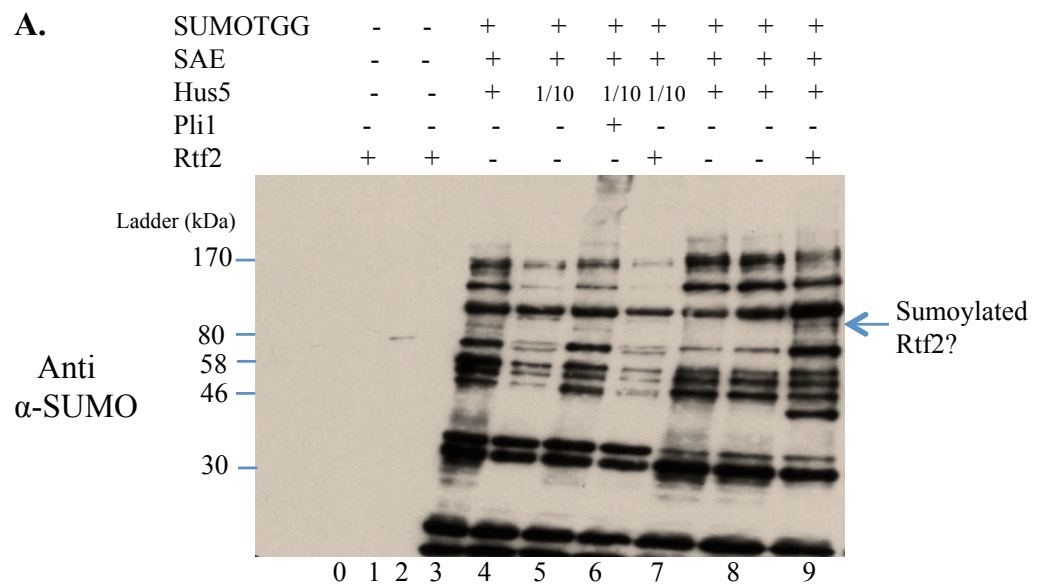 A.
SUMOTGG - - + + + + + + +
SAE - - + + + + + + +
Hus5 - - + 1/10 1/10 1/10 + + +
Pli1 - - - - + - - - -
Rtf2 + + - - - + - - +
Ladder (kDa)
170
80
58
46
30
Anti
α-SUMO
Sumoylated
Rtf2?
0 1 2 3 4 5 6 7 8 9